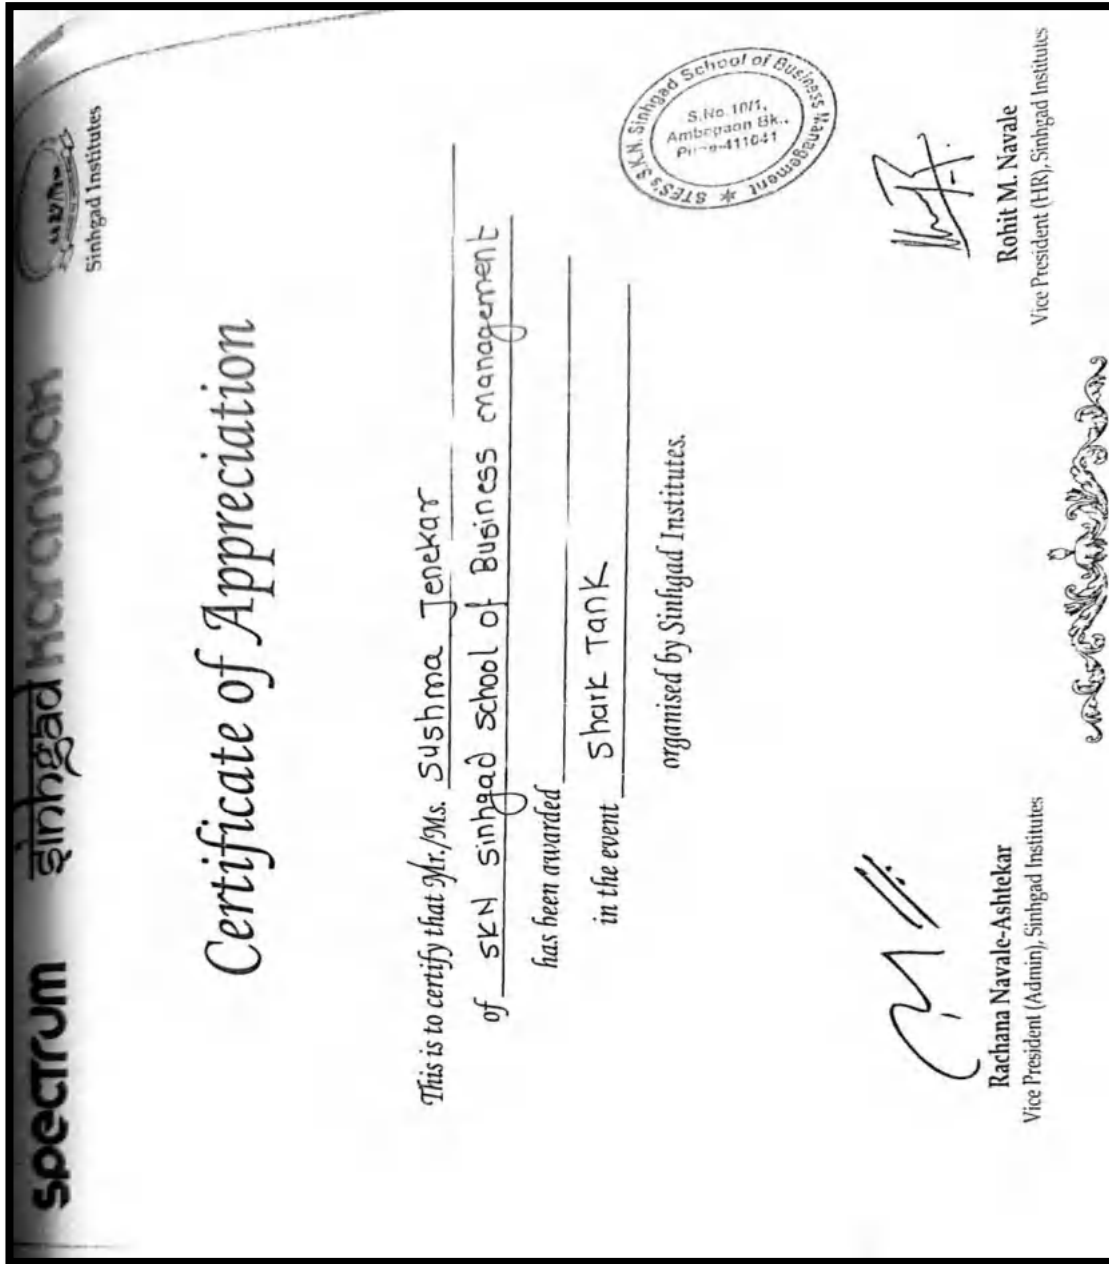 spectrum sinhgad karandak
Sinhgad Institutes
Certificate of Appreciation
This is to certify that Mr./Ms. Sushma Jenekar
of SKN Sinhgad School of Business management
has been awarded
in the event Shark Tank
organised by Sinhgad Institutes.
STES's S.K.N. Sinhgad School of Business Management *
S.No.10/1,
Ambegaon Bk.,
Pune-411041
Rachana Navale-Ashtekar
Vice President (Admin), Sinhgad Institutes
Rohit M. Navale
Vice President (HR), Sinhgad Institutes